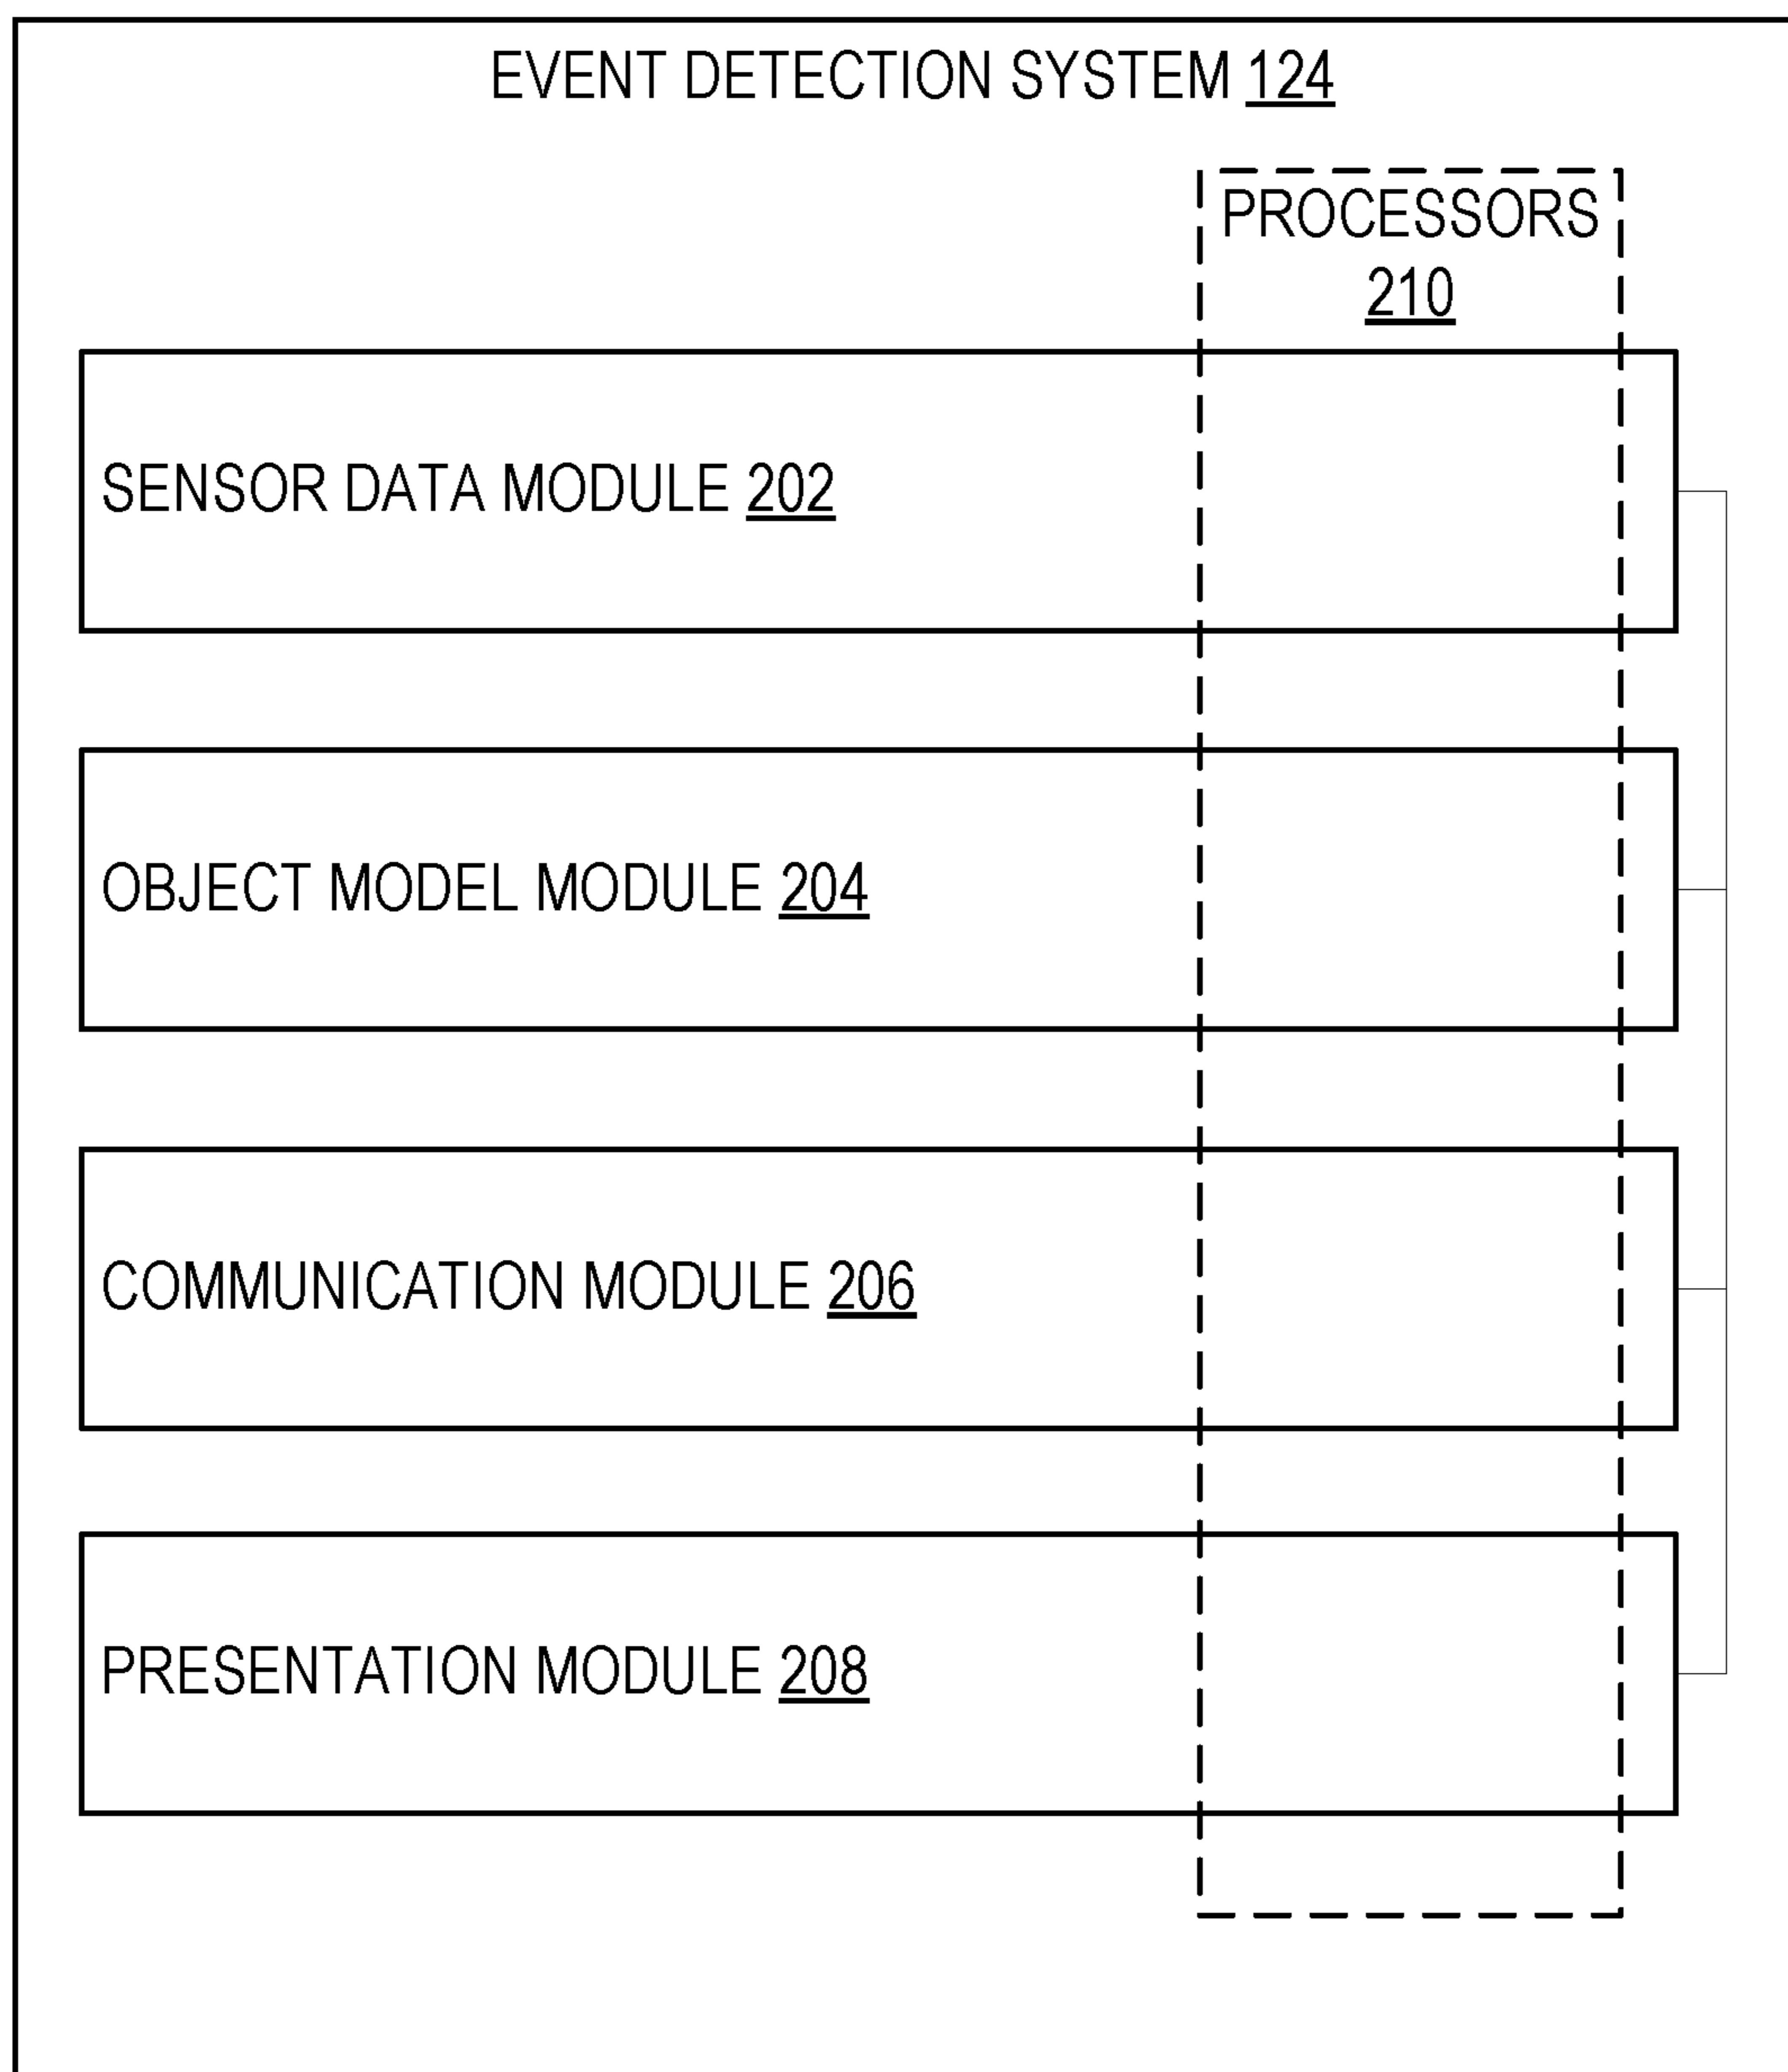 EVENT DETECTION SYSTEM 124
PROCESSORS
210
SENSOR DATA MODULE 202
OBJECT MODEL MODULE 204
COMMUNICATION MODULE 206
PRESENTATION MODULE 208